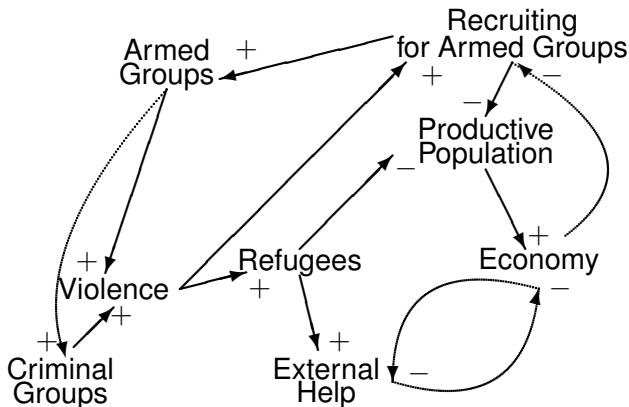 Recruiting
for Armed Groups
Armed
Groups
+
+
−
−
Productive
Population
−
+
Economy
Refugees
+
Violence
+
+
−
+
Criminal
Groups
+
External
Help
−